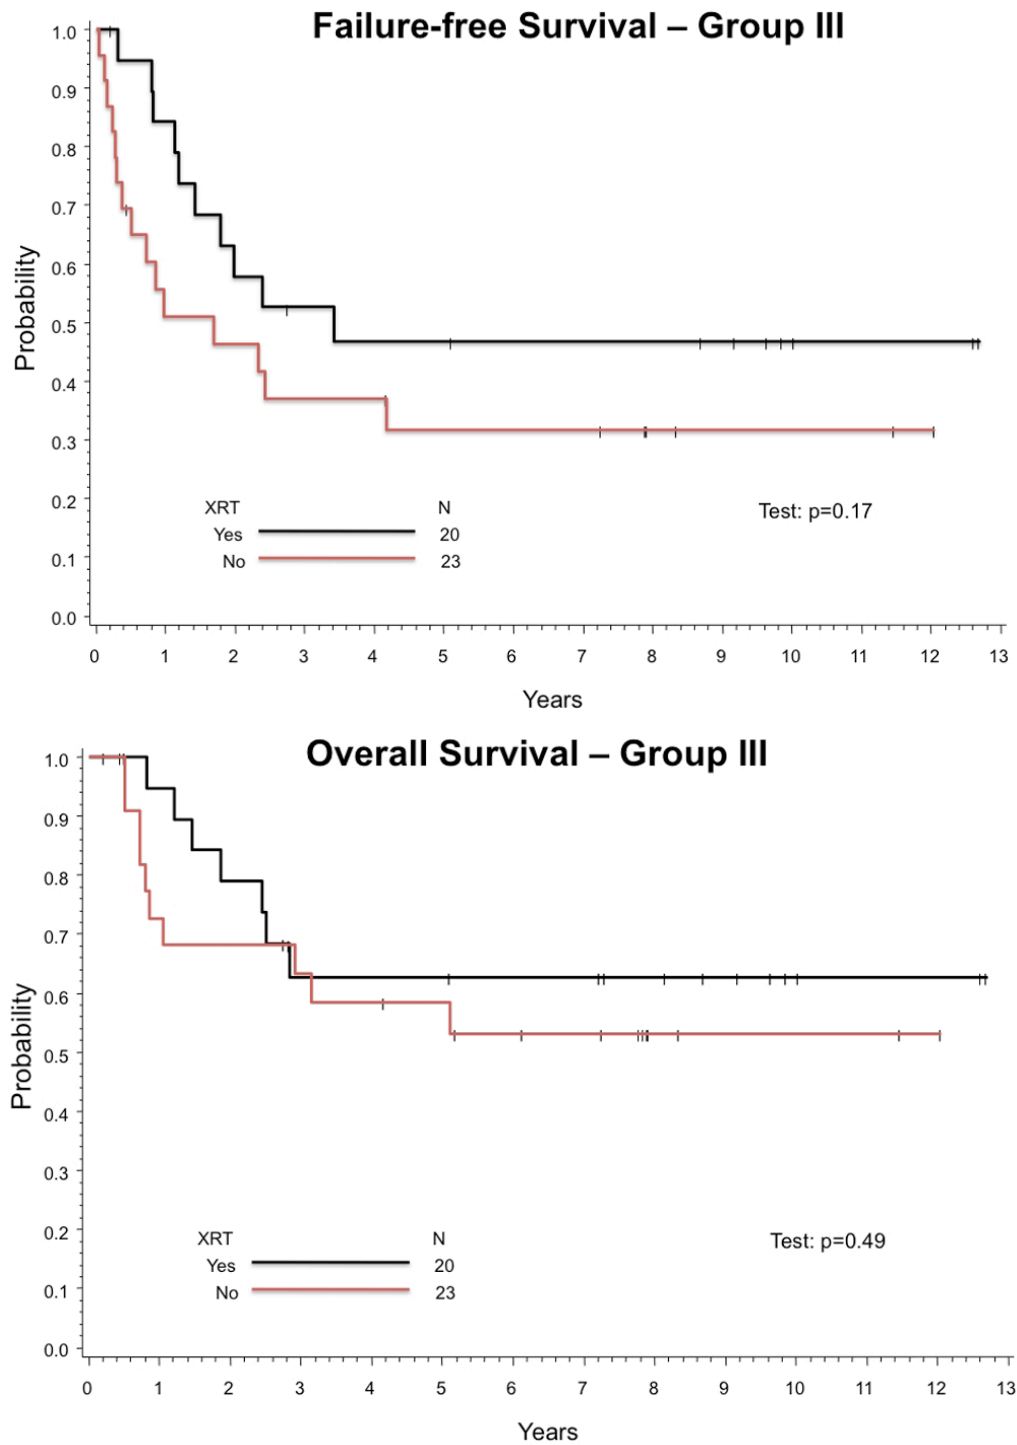 Failure-free Survival – Group III
1.0
0.9
0.8
0.7
0.6
0.5
0.4
0.3
0.2
0.1
0.0
Probability
XRT N
Yes 20
No 23
Test: p=0.17
0 1 2 3 4 5 6 7 8 9 10 11 12 13
Years
Overall Survival – Group III
1.0
0.9
0.8
0.7
0.6
0.5
0.4
0.3
0.2
0.1
0.0
Probability
XRT N
Yes 20
No 23
Test: p=0.49
0 1 2 3 4 5 6 7 8 9 10 11 12 13
Years